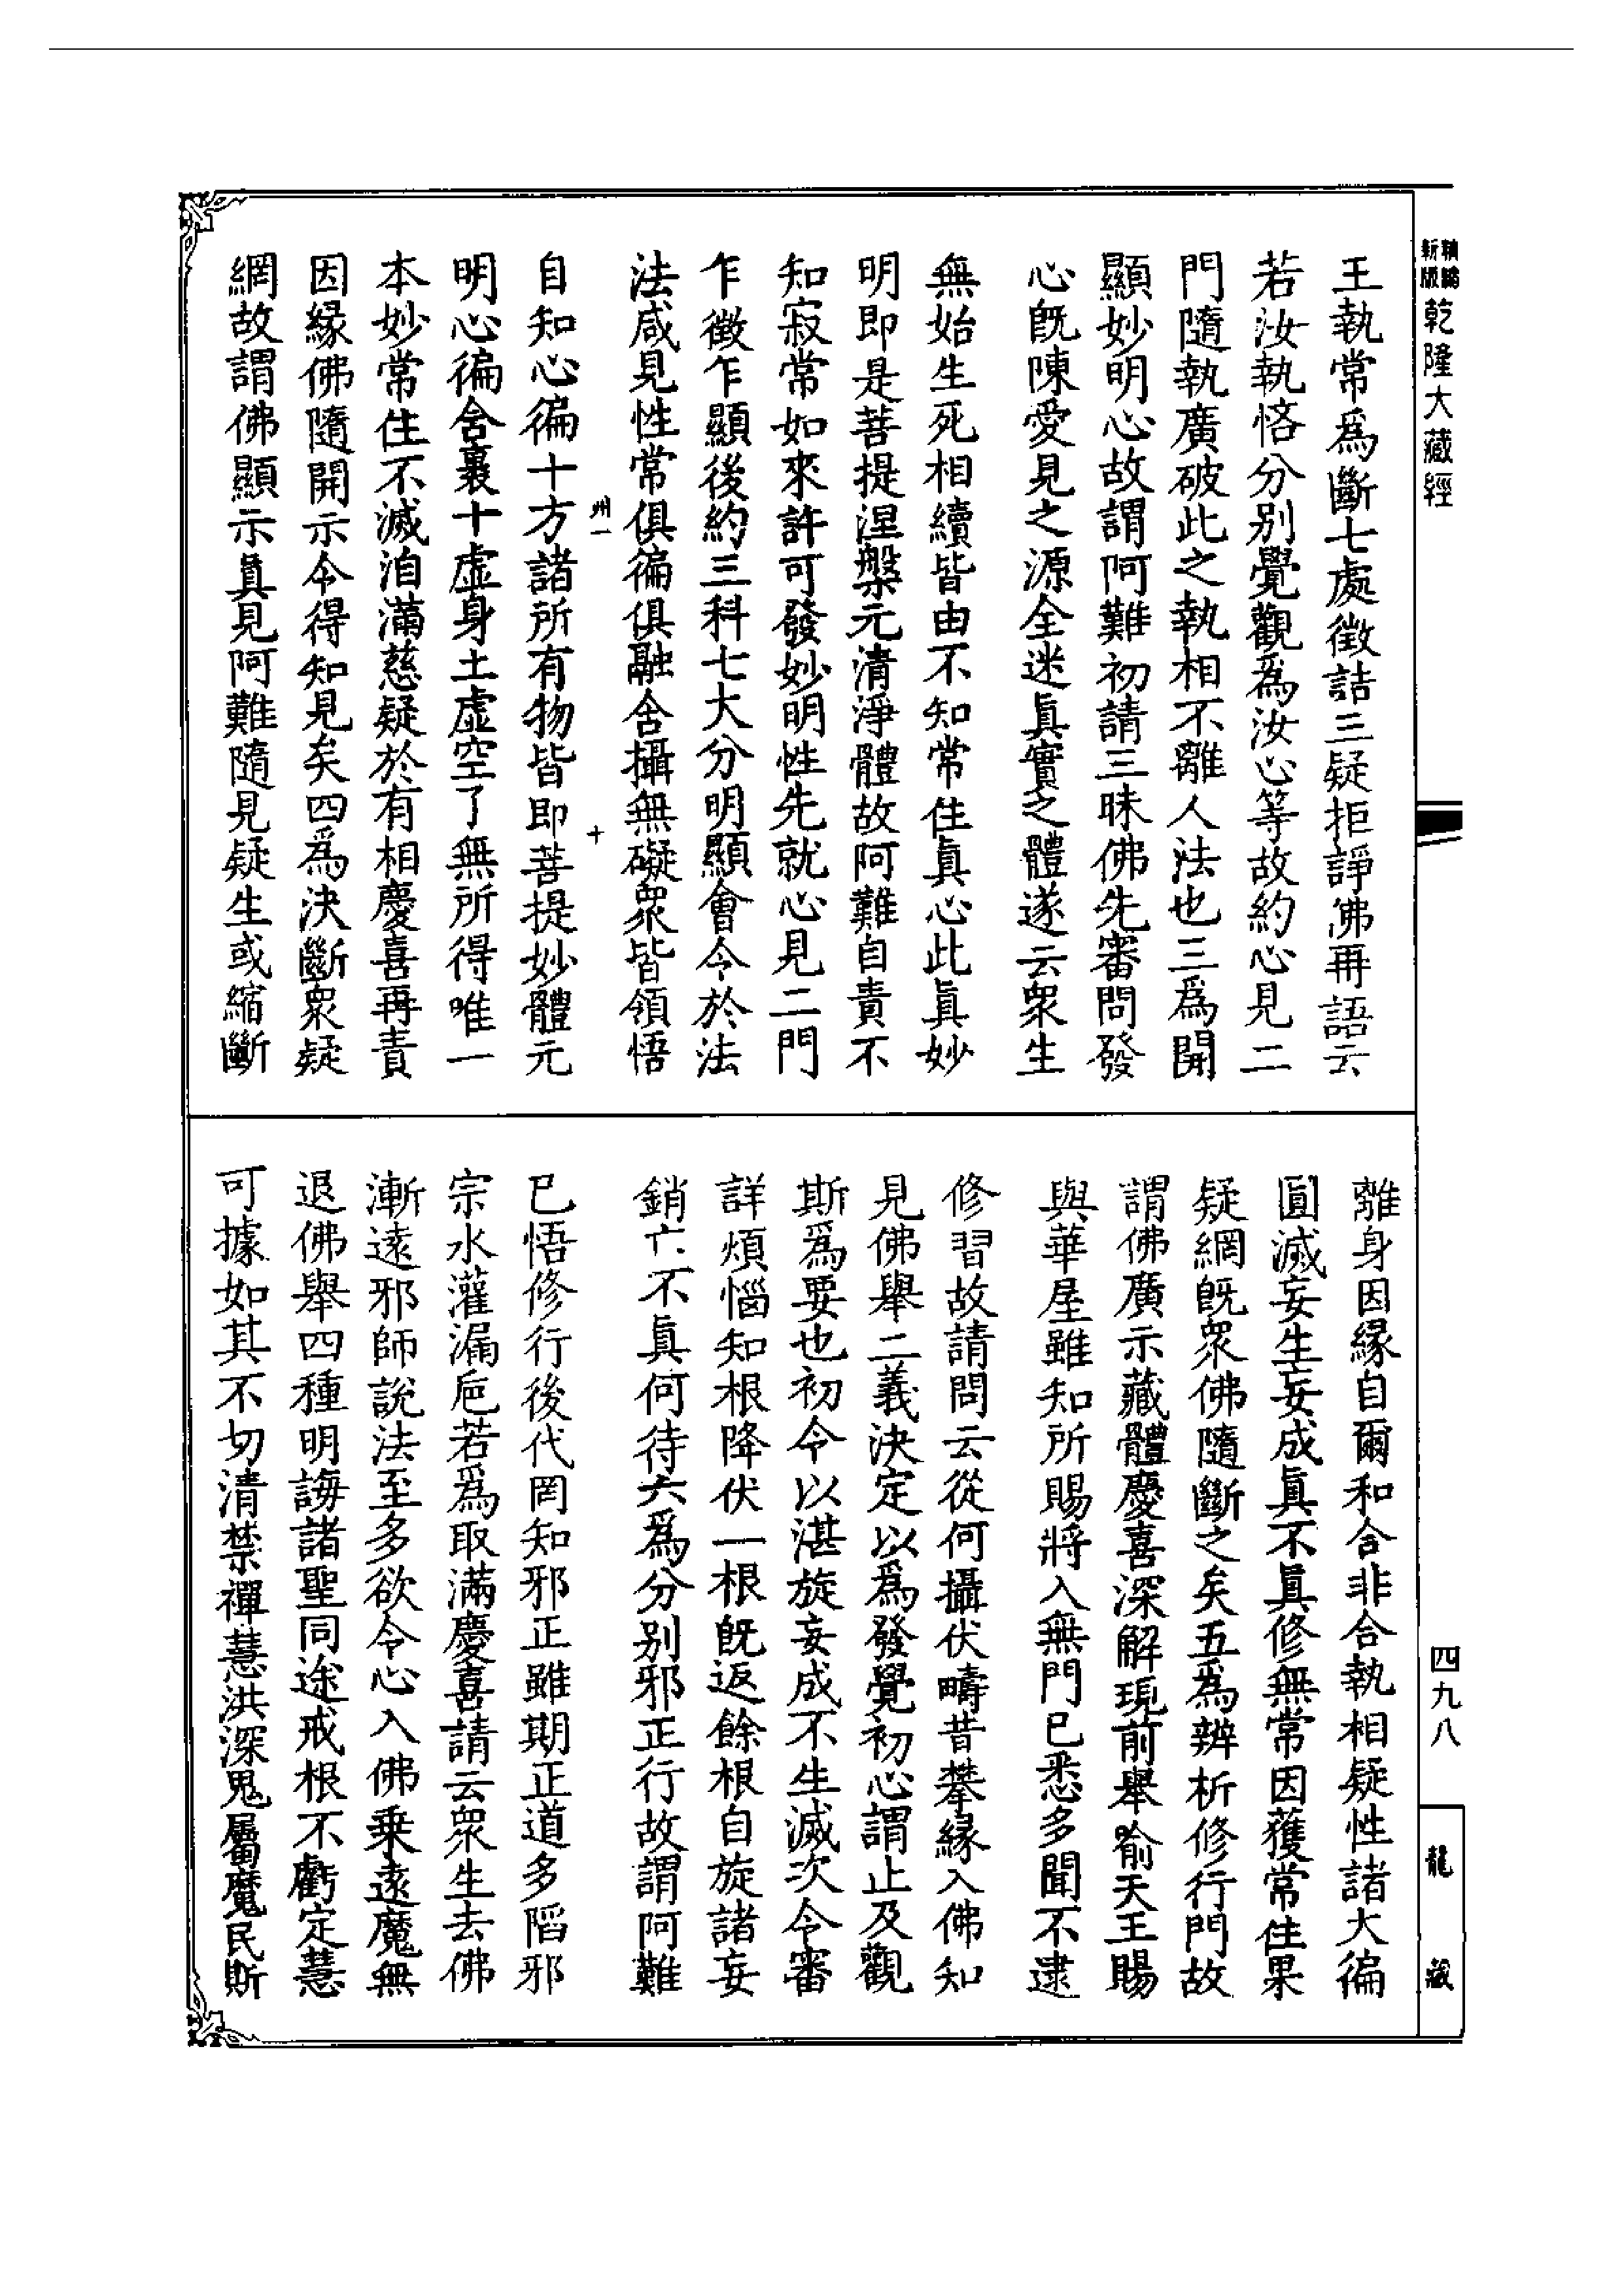 新編縮版
乾隆大藏經
王執常爲斷七處徵詰三疑拒諍佛再語云
若汝執悋分別覺觀爲汝心等故約心見二
門隨執廣破此之執相不離人法也三爲開
顯妙明心故謂阿難初請三昧佛先審問發
心旣陳愛見之源全迷眞實之體遂云衆生
無始生死相續皆由不知常住眞心此眞妙
明即是菩提涅槃元清淨體故阿難自責不
知寂常如來許可發妙明性先就心見二門
乍徵乍顯後約三科七大分明顯會令於法
法咸見性常俱徧俱融含攝無礙衆皆領悟
州一
十
自知心徧十方諸所有物皆即菩提妙體元
明心徧含裹十虛身土虛空了無所得唯一
本妙常住不滅洎滿慈疑於有相慶喜再責
因緣佛隨開示令得知見矣四爲決斷衆疑
網故謂佛顯示眞見阿難隨見疑生或縮斷
離身因緣自爾和合非合執相疑性諸大徧
圓滅妄生妄成眞不眞修無常因獲常住果
疑網旣衆佛隨斷之矣五爲辨析修行門故
謂佛廣示藏體慶喜深解現前舉喻天王賜
與華屋雖知所賜將入無門已悉多聞不逮
修習故請問云從何攝伏疇昔攀緣入佛知
見佛舉二義決定以爲發覺初心謂止及觀
斯爲要也初令以湛旋妄成不生滅次令審
詳煩惱知根降伏一根旣返餘根自旋諸妄
銷亡不眞何待六爲分別邪正行故謂阿難
已悟修行後代罔知邪正雖期正道多陷邪
宗水灌漏巵若爲取滿慶喜請云衆生去佛
漸遠邪師說法至多欲令心入佛乘遠魔無
退佛舉四種明誨諸聖同途戒根不虧定慧
可據如其不切清禁禪慧洪深鬼屬魔民斯
四九八
龍藏